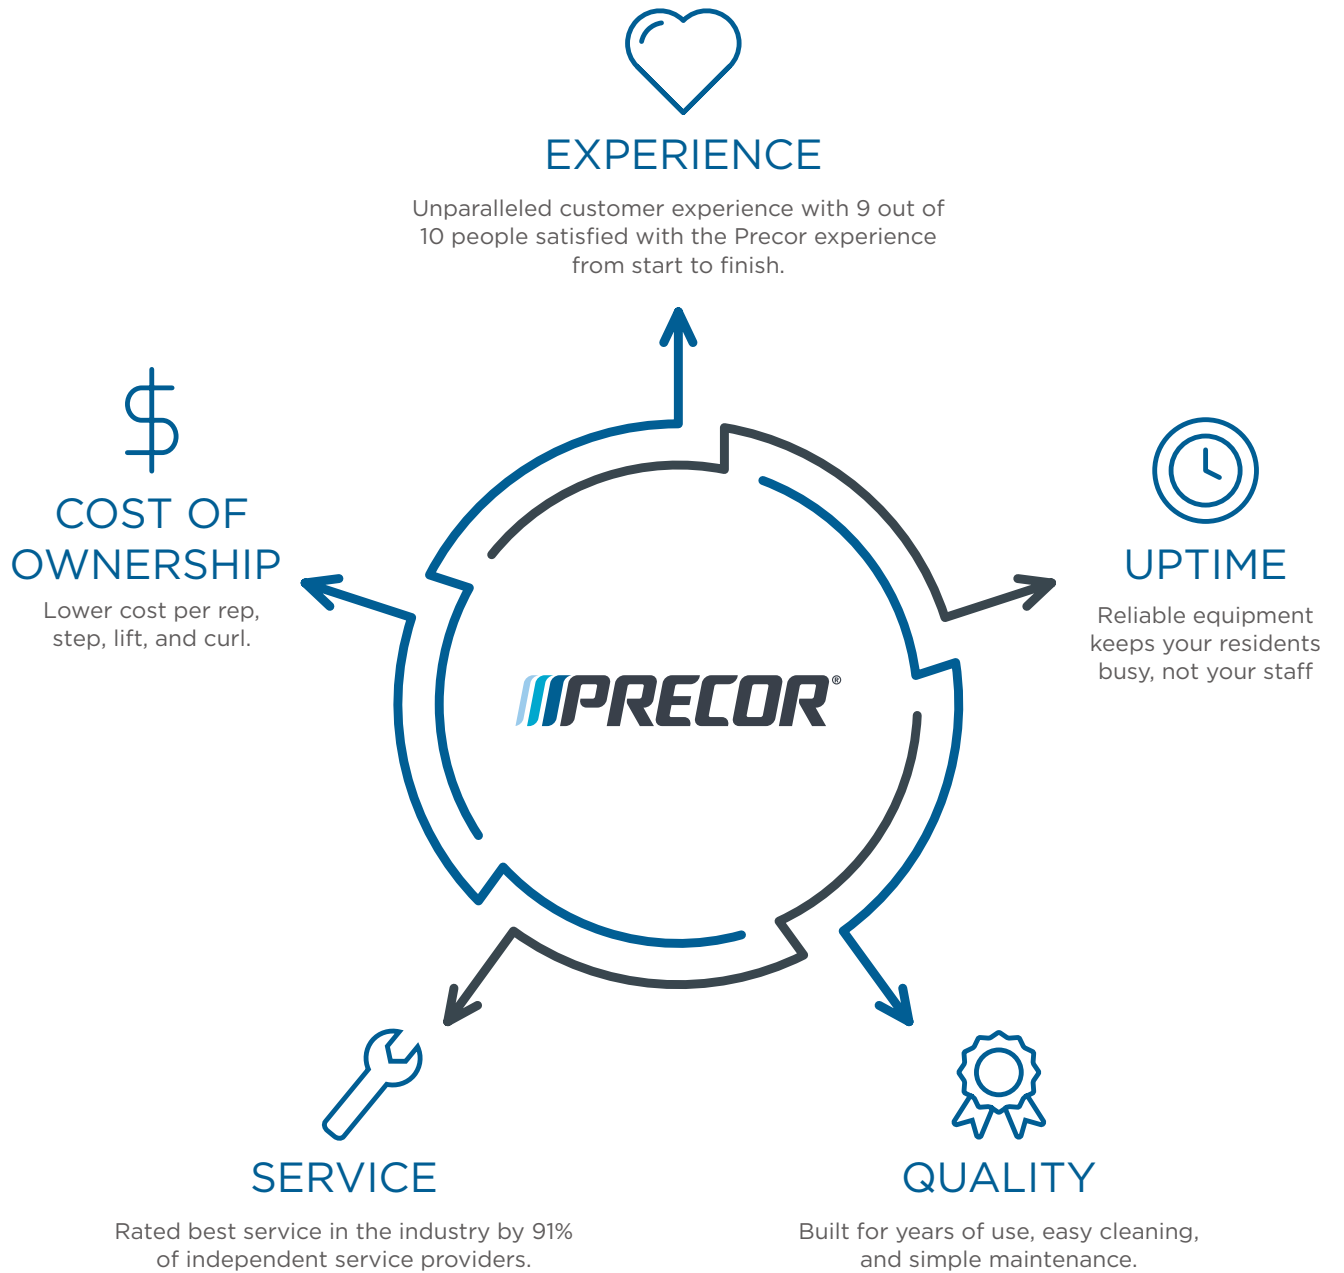 EXPERIENCE
Unparalleled customer experience with 9 out of
10 people satisfied with the Precor experience
from start to finish.
COST OF
OWNERSHIP
Lower cost per rep,
step, lift, and curl.
UPTIME
Reliable equipment
keeps your residents
busy, not your staff
PRECOR®
SERVICE
Rated best service in the industry by 91%
of independent service providers.
QUALITY
Built for years of use, easy cleaning,
and simple maintenance.